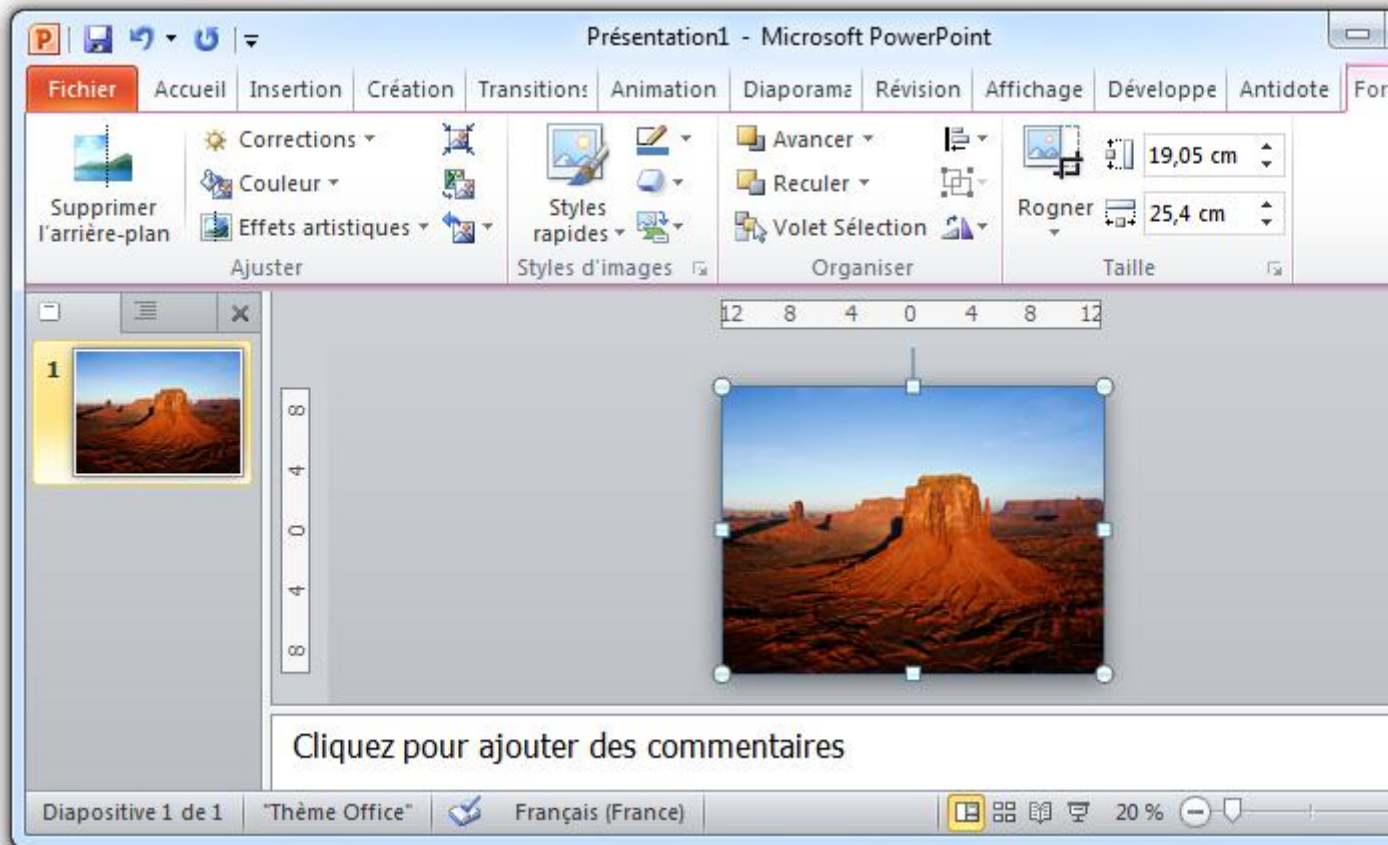 Présentation1 - Microsoft PowerPoint
Fichier Accueil Insertion Création Transitions Animation Diaporama Révision Affichage Développe Antidote For
Corrections
Couleur
Effets artistiques
Supprimer
l'arrière-plan
Ajuster
Styles
rapides
Styles d'images
Avancer
Reculer
Volet Sélection
Organiser
Rogner
19,05 cm
25,4 cm
Taille
12 8 4 0 4 8 12
1
8
4
0
4
8
Cliquez pour ajouter des commentaires
Diapositive 1 de 1 "Thème Office" Français (France) 20 %